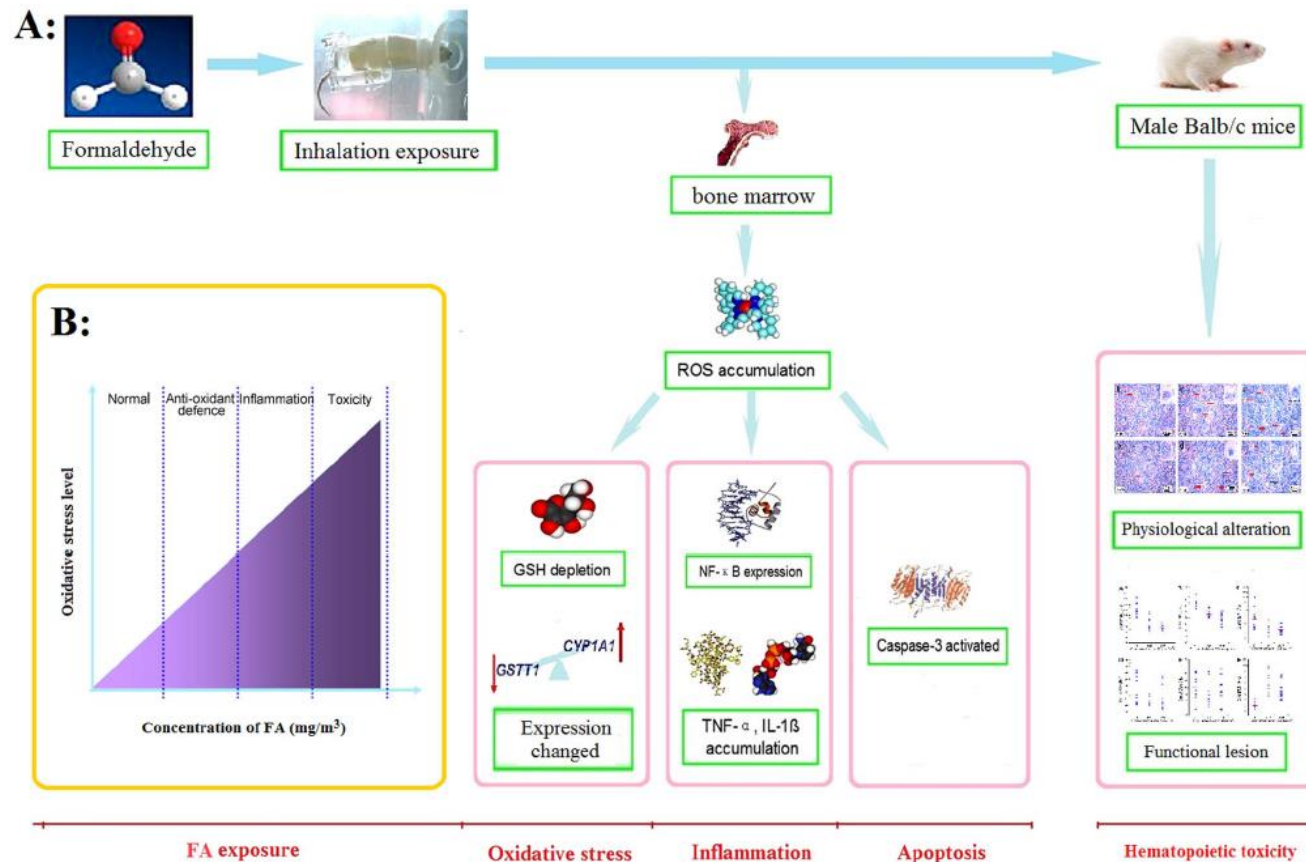 A:
Formaldehyde
Inhalation exposure
Male Balb/c mice
bone marrow
ROS accumulation
B:
Normal
Anti-oxidant
defence
Inflammation
Toxicity
Oxidative stress level
Concentration of FA (mg/m³)
GSH depletion
CYP1A1
GSTT1
Expression
changed
NF-κB expression
TNF-α, IL-1ß
accumulation
Caspase-3 activated
Physiological alteration
Functional lesion
FA exposure
Oxidative stress
Inflammation
Apoptosis
Hematopoietic toxicity